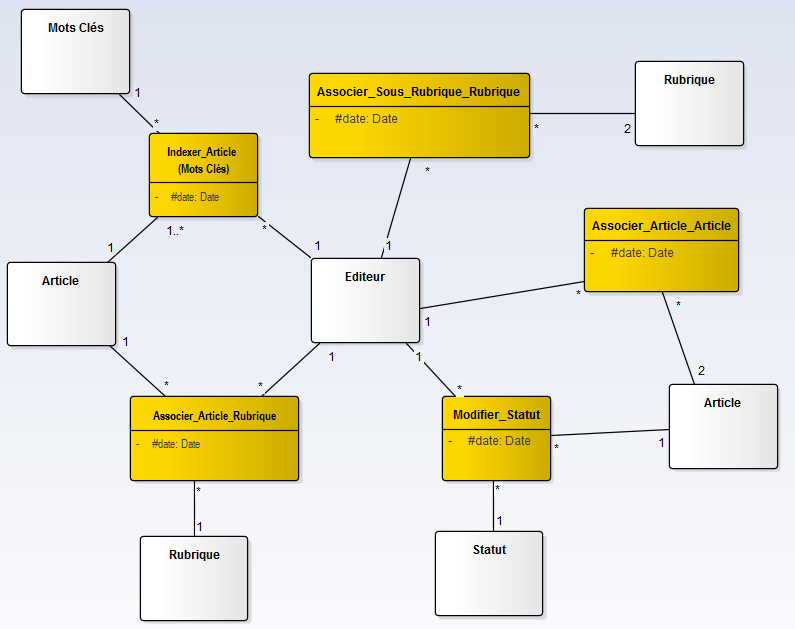 Mots Clés
1
*
Indexer_Article
(Mots Clés)
- #date: Date
1..*
*
1
1
Article
1
*
Associer_Sous_Rubrique_Rubrique
- #date: Date
*
2
Rubrique
*
1
Editeur
1
*
Associer_Article_Article
- #date: Date
*
2
Article
1
*
Associer_Article_Rubrique
- #date: Date
*
1
Rubrique
1
*
Modifier_Statut
- #date: Date
*
1
*
1
Statut